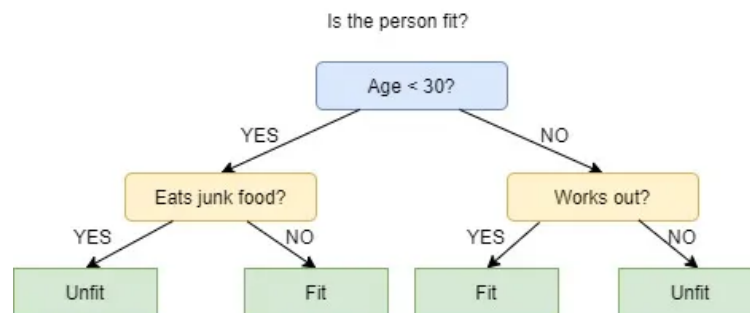 Is the person fit?
Age < 30?
YES
NO
Eats junk food?
Works out?
YES
NO
YES
NO
Unfit
Fit
Fit
Unfit